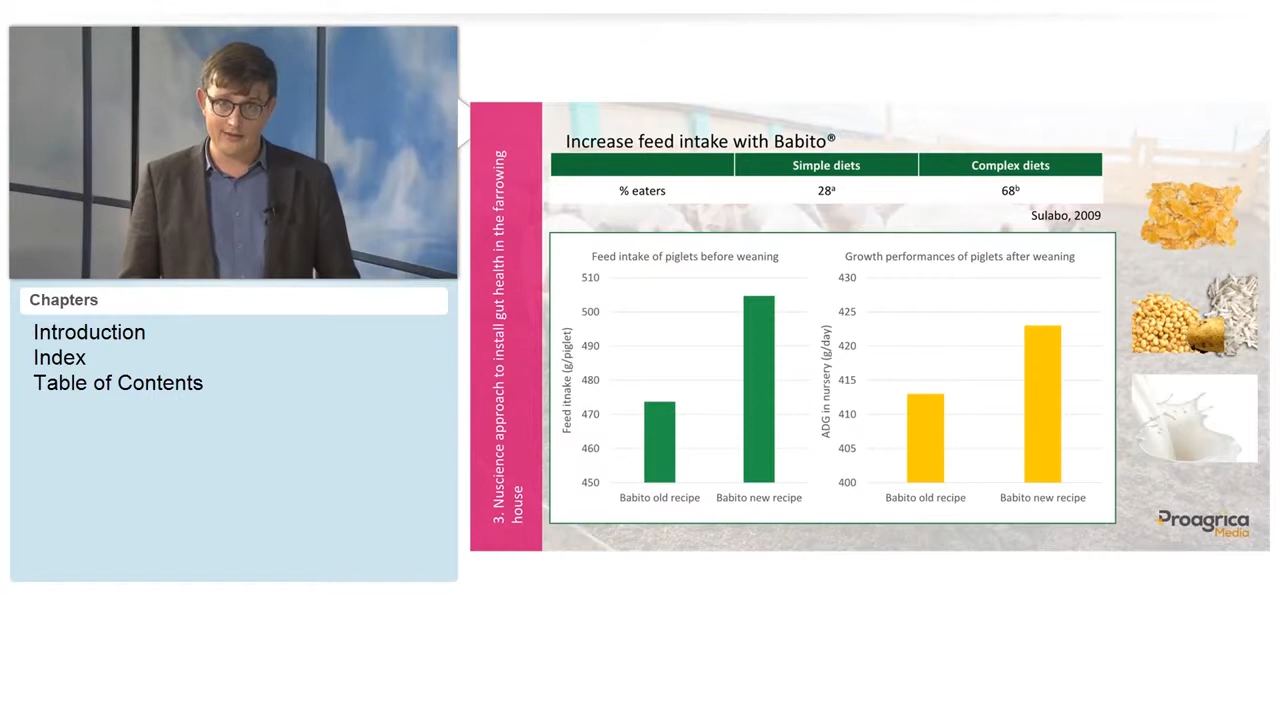 Chapters
Introduction
Index
Table of Contents
3. Nuscience approach to install gut health in the farrowing
house
Increase feed intake with Babito®
Simple diets Complex diets
% eaters 28ᵃ 68ᵇ
Sulabo, 2009
Feed intake of piglets before weaning
Feed itnake (g/piglet)
510
500
490
480
470
460
450
Babito old recipe Babito new recipe
Growth performances of piglets after weaning
ADG in nursery (g/day)
430
425
420
415
410
405
400
Babito old recipe Babito new recipe
Proagrica
Media